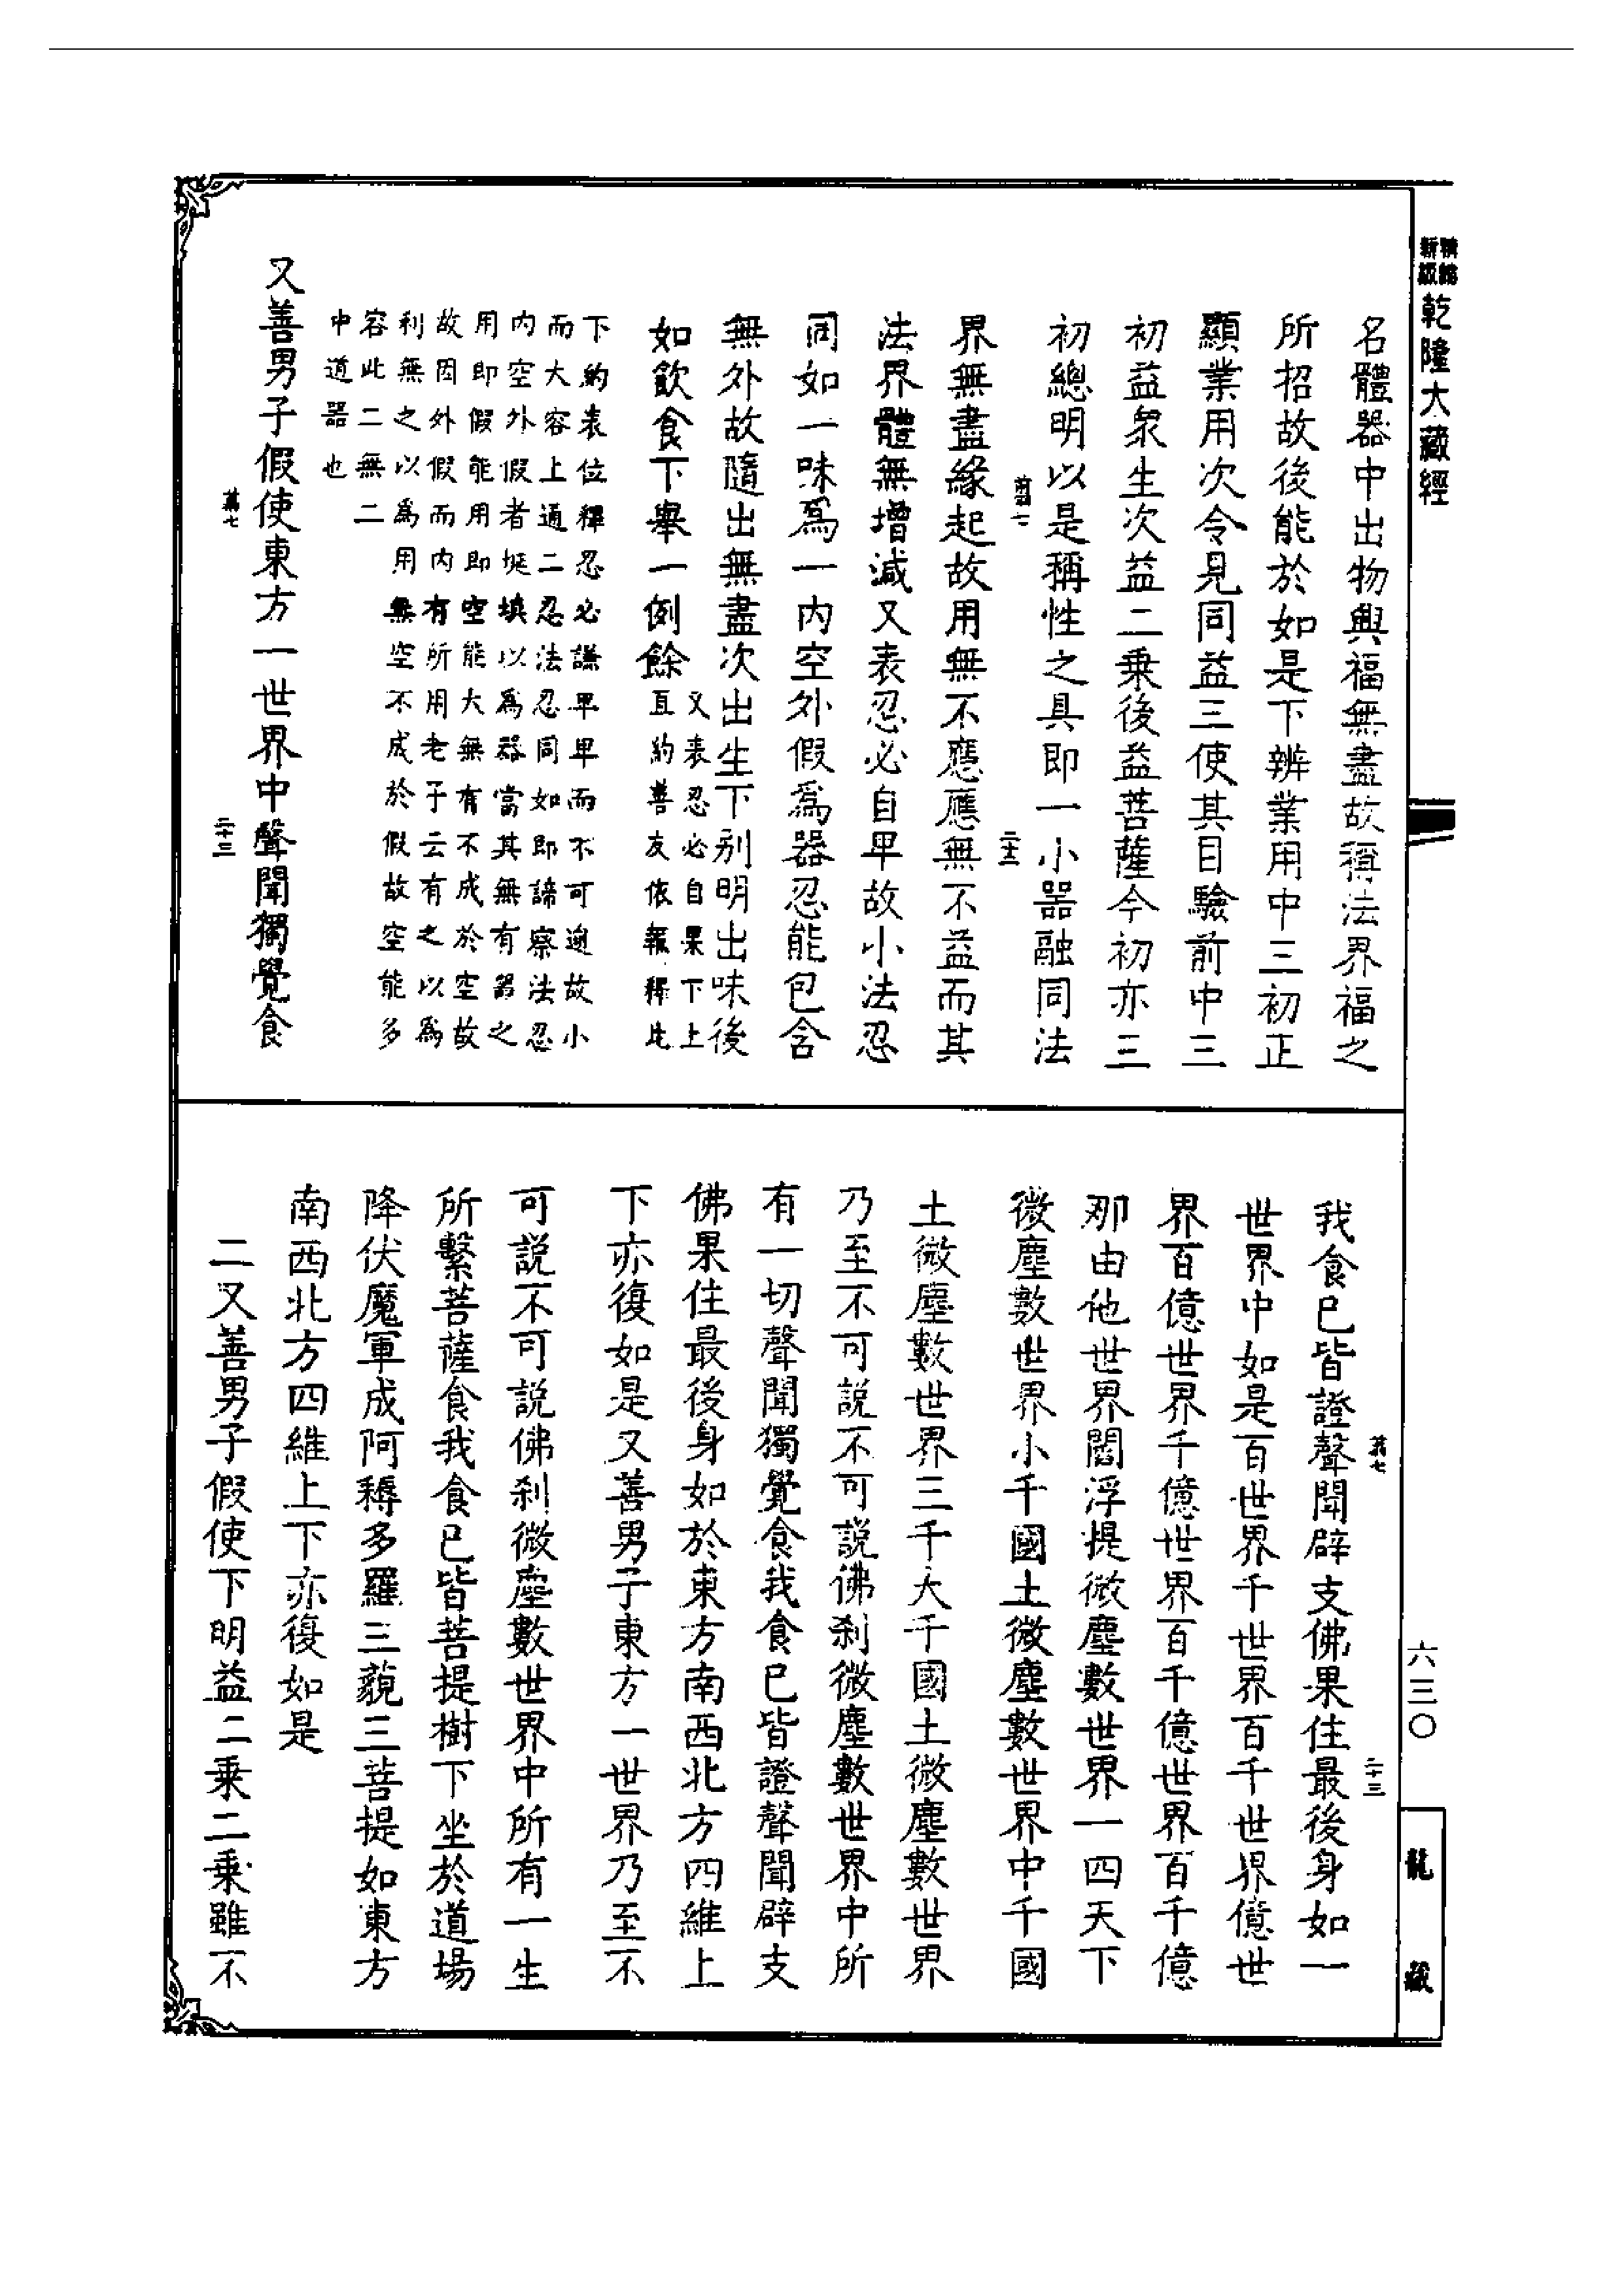 乾隆大藏經
名體器中出物與福無盡故稱法界福之
所招故後能於如是下辨業用中三初正
顯業用次令見同益三使其目驗前中三
初益衆生次益二乗後益菩薩今初亦三
初總明以是稱性之具即一小器融同法
界無盡緣起故用無不應應無不益而其
法界體無增減又表忍必自卑故小法忍
同如一味爲一內空外假爲器忍能包含
無外故隨出無盡次出生下别明出味後
如飲食下舉一例餘
又表忍必自果下上
且約善友依報釋此
下約表位釋忍必謙卑卑而不可逾故小
而大容上通二忍法忍同如即諦察法忍
內空外假者埏填以爲器當其無有器之
用即假能用即空能大無有不成於空故
故因外假而內有所用老子云有之以爲
利無之以爲用無空不成於假故空能多
容此二無二
中道器也
又善男子假使東方一世界中聲聞獨覺食
二十三
我食已皆證聲聞辟支佛果住最後身如一
世界中如是百世界千世界百千世界億世
界百億世界千億世界百千億世界百千億
那由他世界閻浮提微塵數世界一四天下
微塵數世界小千國土微塵數世界中千國
土微塵數世界三千大千國土微塵數世界
乃至不可説不可説佛刹微塵數世界中所
有一切聲聞獨覺食我食已皆證聲聞辟支
佛果住最後身如於東方南西北方四維上
下亦復如是又善男子東方一世界乃至不
可説不可説佛刹微塵數世界中所有一生
所繫菩薩食我食已皆菩提樹下坐於道場
降伏魔軍成阿耨多羅三藐三菩提如東方
南西北方四維上下亦復如是
二又善男子假使下明益二乗二乗雖不
二十三
六三〇
龍藏